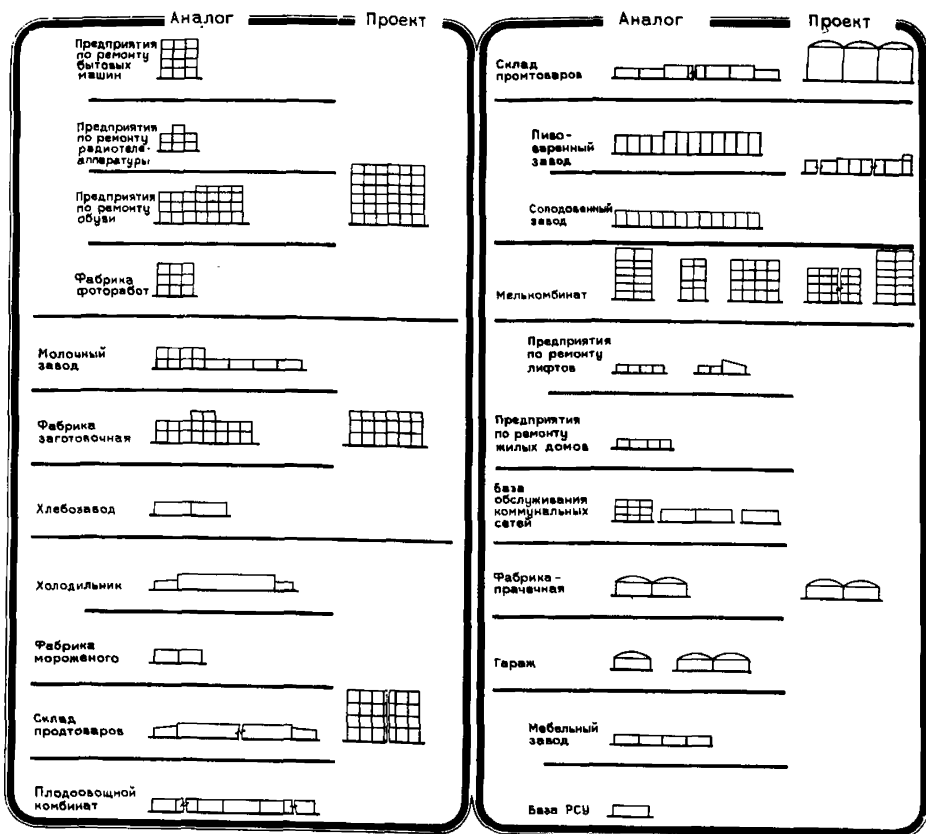 Аналог Проект
Предприятия
по ремонту
бытовых
машин
Предприятия
по ремонту
радиотеле-
аппаратуры
Предприятия
по ремонту
обуви
Фабрика
фоторабот
Молочный
завод
Фабрика
заготовочная
Хлебозавод
Холодильник
Фабрика
мороженого
Склад
продтоваров
Плодоовощной
комбинат
Аналог Проект
Склад
промтоваров
Пиво-
варенный
завод
Солодовенный
завод
Мелькомбинат
Предприятия
по ремонту
лифтов
Предприятия
по ремонту
жилых домов
База
обслуживания
коммунальных
сетей
Фабрика-
прачечная
Гараж
Мебельный
завод
База РСУ